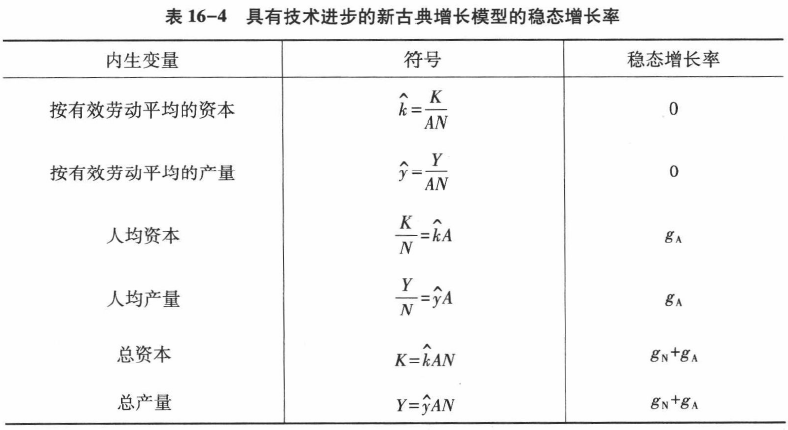 表 16-4 具有技术进步的新古典增长模型的稳态增长率
内生变量 符号 稳态增长率
按有效劳动平均的资本 \hat{k}=\frac{K}{AN} 0
按有效劳动平均的产量 \hat{y}=\frac{Y}{AN} 0
人均资本 \frac{K}{N}=\hat{k}A g_A
人均产量 \frac{Y}{N}=\hat{y}A g_A
总资本 K=\hat{k}AN g_N+g_A
总产量 Y=\hat{y}AN g_N+g_A